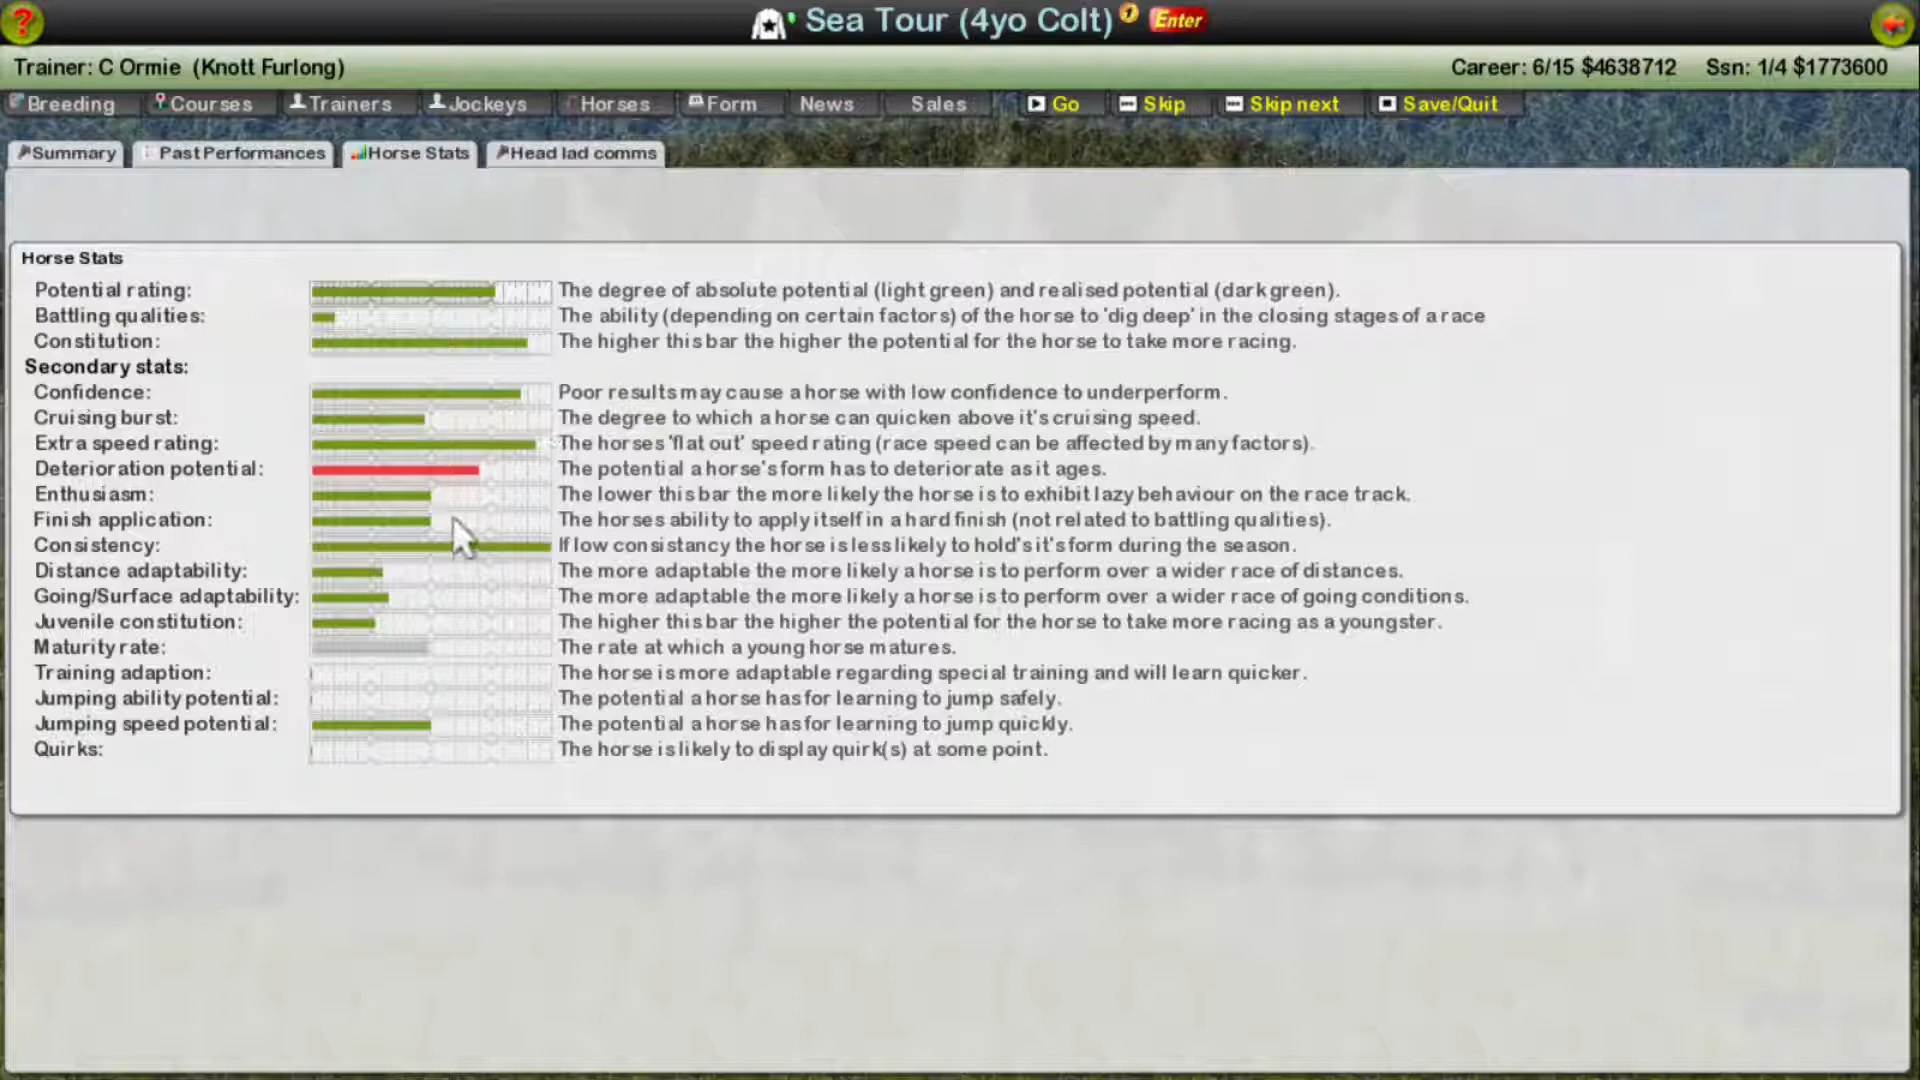 ? Sea Tour (4yo Colt) 1 Enter
Trainer: C Ormie (Knott Furlong) Career: 6/15 $4638712 Ssn: 1/4 $1773600
Breeding Courses Trainers Jockeys Horses Form News Sales Go Skip Skip next Save/Quit
Summary Past Performances Horse Stats Head lad comms
Horse Stats
Potential rating: The degree of absolute potential (light green) and realised potential (dark green).
Battling qualities: The ability (depending on certain factors) of the horse to 'dig deep' in the closing stages of a race
Constitution: The higher this bar the higher the potential for the horse to take more racing.
Secondary stats:
Confidence: Poor results may cause a horse with low confidence to underperform.
Cruising burst: The degree to which a horse can quicken above it's cruising speed.
Extra speed rating: The horses 'flat out' speed rating (race speed can be affected by many factors).
Deterioration potential: The potential a horse's form has to deteriorate as it ages.
Enthusiasm: The lower this bar the more likely the horse is to exhibit lazy behaviour on the race track.
Finish application: The horses ability to apply itself in a hard finish (not related to battling qualities).
Consistency: If low consistancy the horse is less likely to hold's it's form during the season.
Distance adaptability: The more adaptable the more likely a horse is to perform over a wider race of distances.
Going/Surface adaptability: The more adaptable the more likely a horse is to perform over a wider race of going conditions.
Juvenile constitution: The higher this bar the higher the potential for the horse to take more racing as a youngster.
Maturity rate: The rate at which a young horse matures.
Training adaption: The horse is more adaptable regarding special training and will learn quicker.
Jumping ability potential: The potential a horse has for learning to jump safely.
Jumping speed potential: The potential a horse has for learning to jump quickly.
Quirks: The horse is likely to display quirk(s) at some point.